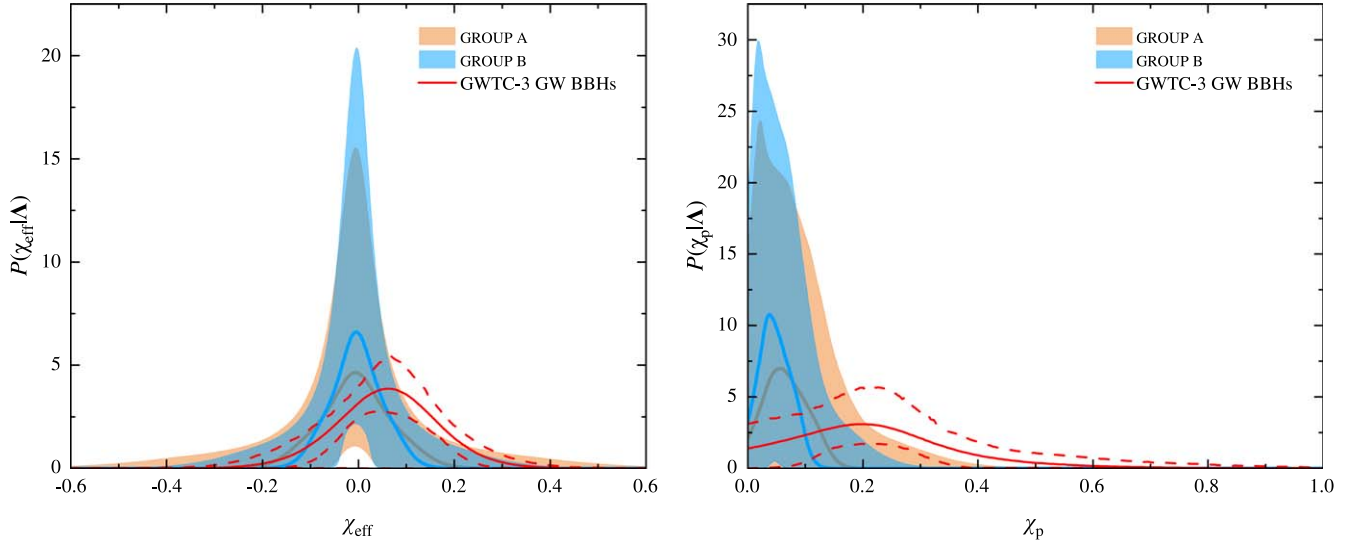 GROUP A
GROUP B
GWTC-3 GW BBHs
P(χeff|Λ)
20
15
10
5
0
-0.6 -0.4 -0.2 0.0 0.2 0.4 0.6
χeff
GROUP A
GROUP B
GWTC-3 GW BBHs
P(χp|Λ)
30
25
20
15
10
5
0
0.0 0.2 0.4 0.6 0.8 1.0
χp